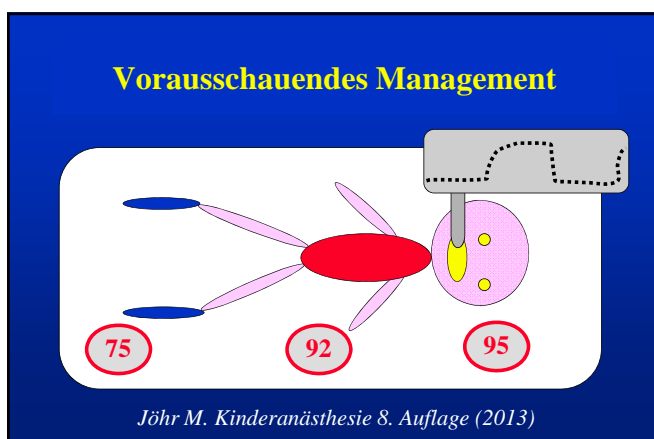 Vorausschauendes Management
75
92
95
Jöhr M. Kinderanästhesie 8. Auflage (2013)